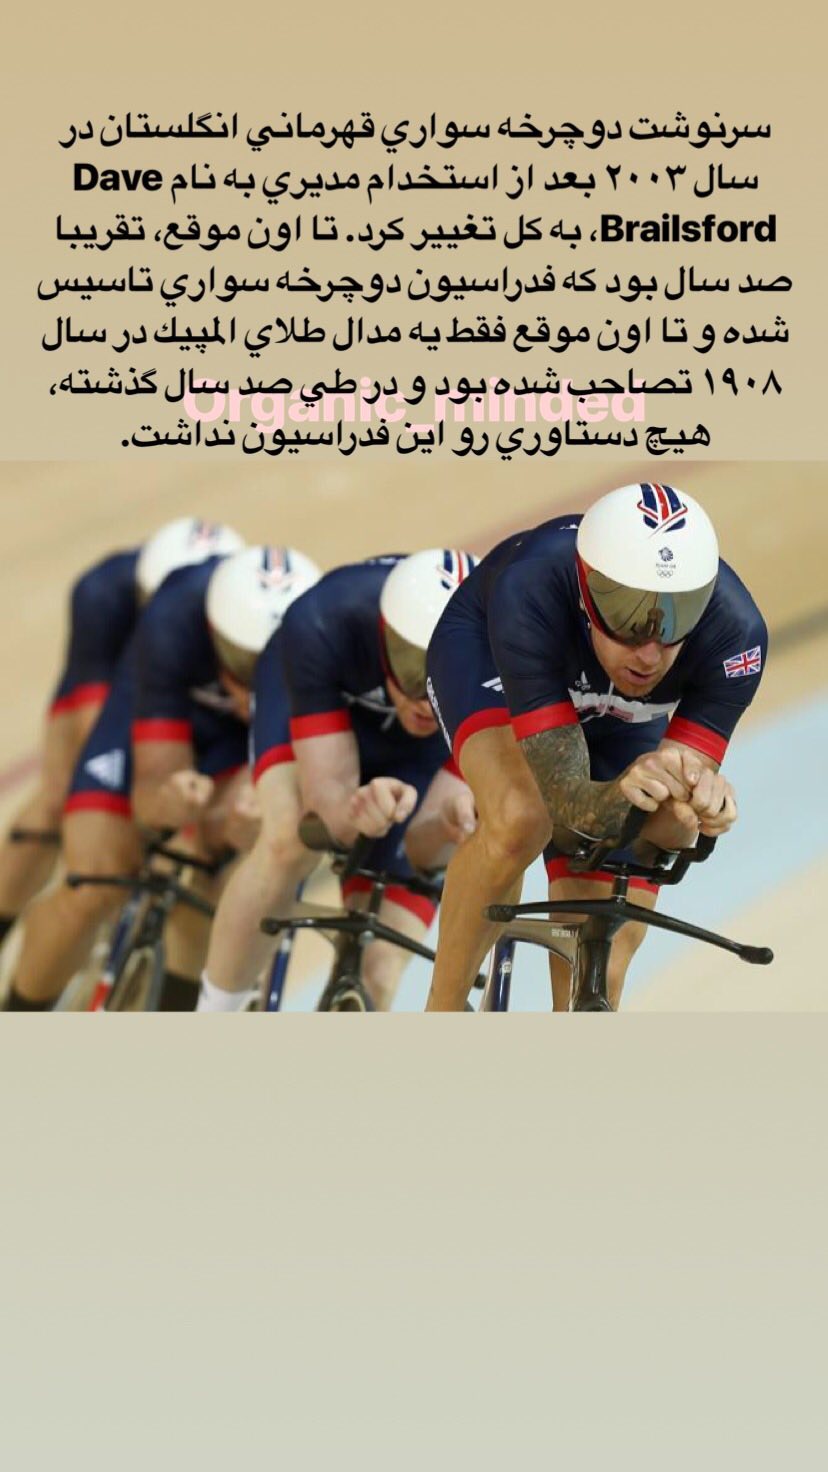 سرنوشت دوچرخه سواري قهرماني انگلستان در
سال ۲۰۰۳ بعد از استخدام مديري به نام Dave
Brailsford، به كل تغيير كرد. تا اون موقع، تقريبا
صد سال بود كه فدراسيون دوچرخه سواري تاسيس
شده و تا اون موقع فقط يه مدال طلاي المپيك در سال
۱۹۰۸ تصاحب شده بود و در طي صد سال گذشته،
Organic_minded
هيچ دستاوري رو اين فدراسيون نداشت.
TEAM GB